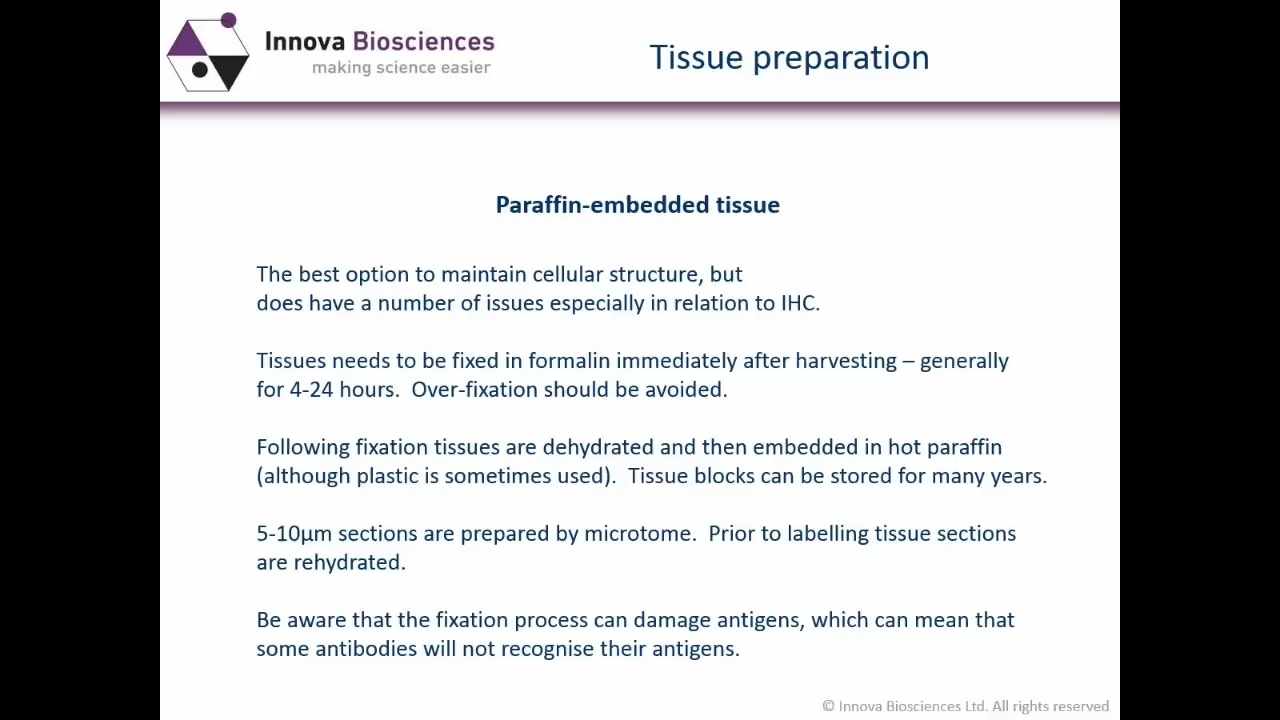 Innova Biosciences
making science easier
Tissue preparation
Paraffin-embedded tissue
The best option to maintain cellular structure, but
does have a number of issues especially in relation to IHC.
Tissues needs to be fixed in formalin immediately after harvesting – generally
for 4-24 hours.  Over-fixation should be avoided.
Following fixation tissues are dehydrated and then embedded in hot paraffin
(although plastic is sometimes used).  Tissue blocks can be stored for many years.
5-10µm sections are prepared by microtome.  Prior to labelling tissue sections
are rehydrated.
Be aware that the fixation process can damage antigens, which can mean that
some antibodies will not recognise their antigens.
© Innova Biosciences Ltd. All rights reserved